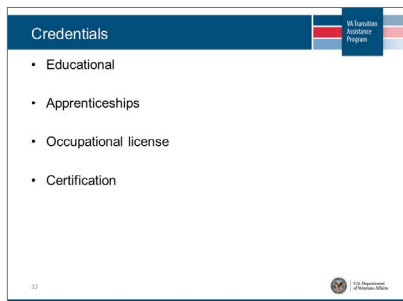 Credentials
VA Transition
Assistance
Program
• Educational
• Apprenticeships
• Occupational license
• Certification
33
U.S. Department
of Veterans Affairs